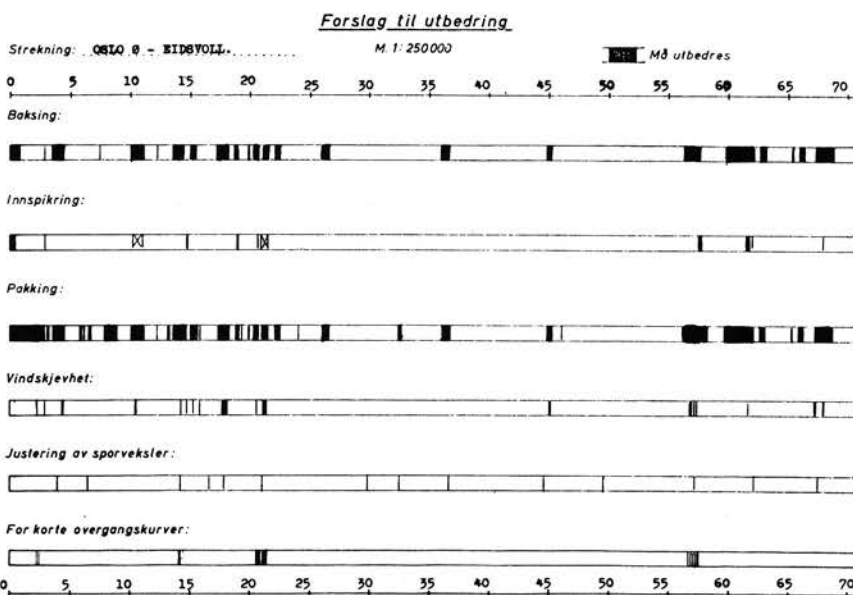 Forslag til utbedring
Strekning: OSLO Ø - EIDSVOLL. M. 1:250000 Må utbedres
0 5 10 15 20 25 30 35 40 45 50 55 60 65 70
Baksing:
Innspikring:
Pakking:
Vindskjevhet:
Justering av sporveksler:
For korte overgangskurver:
0 5 10 15 20 25 30 35 40 45 50 55 60 65 70